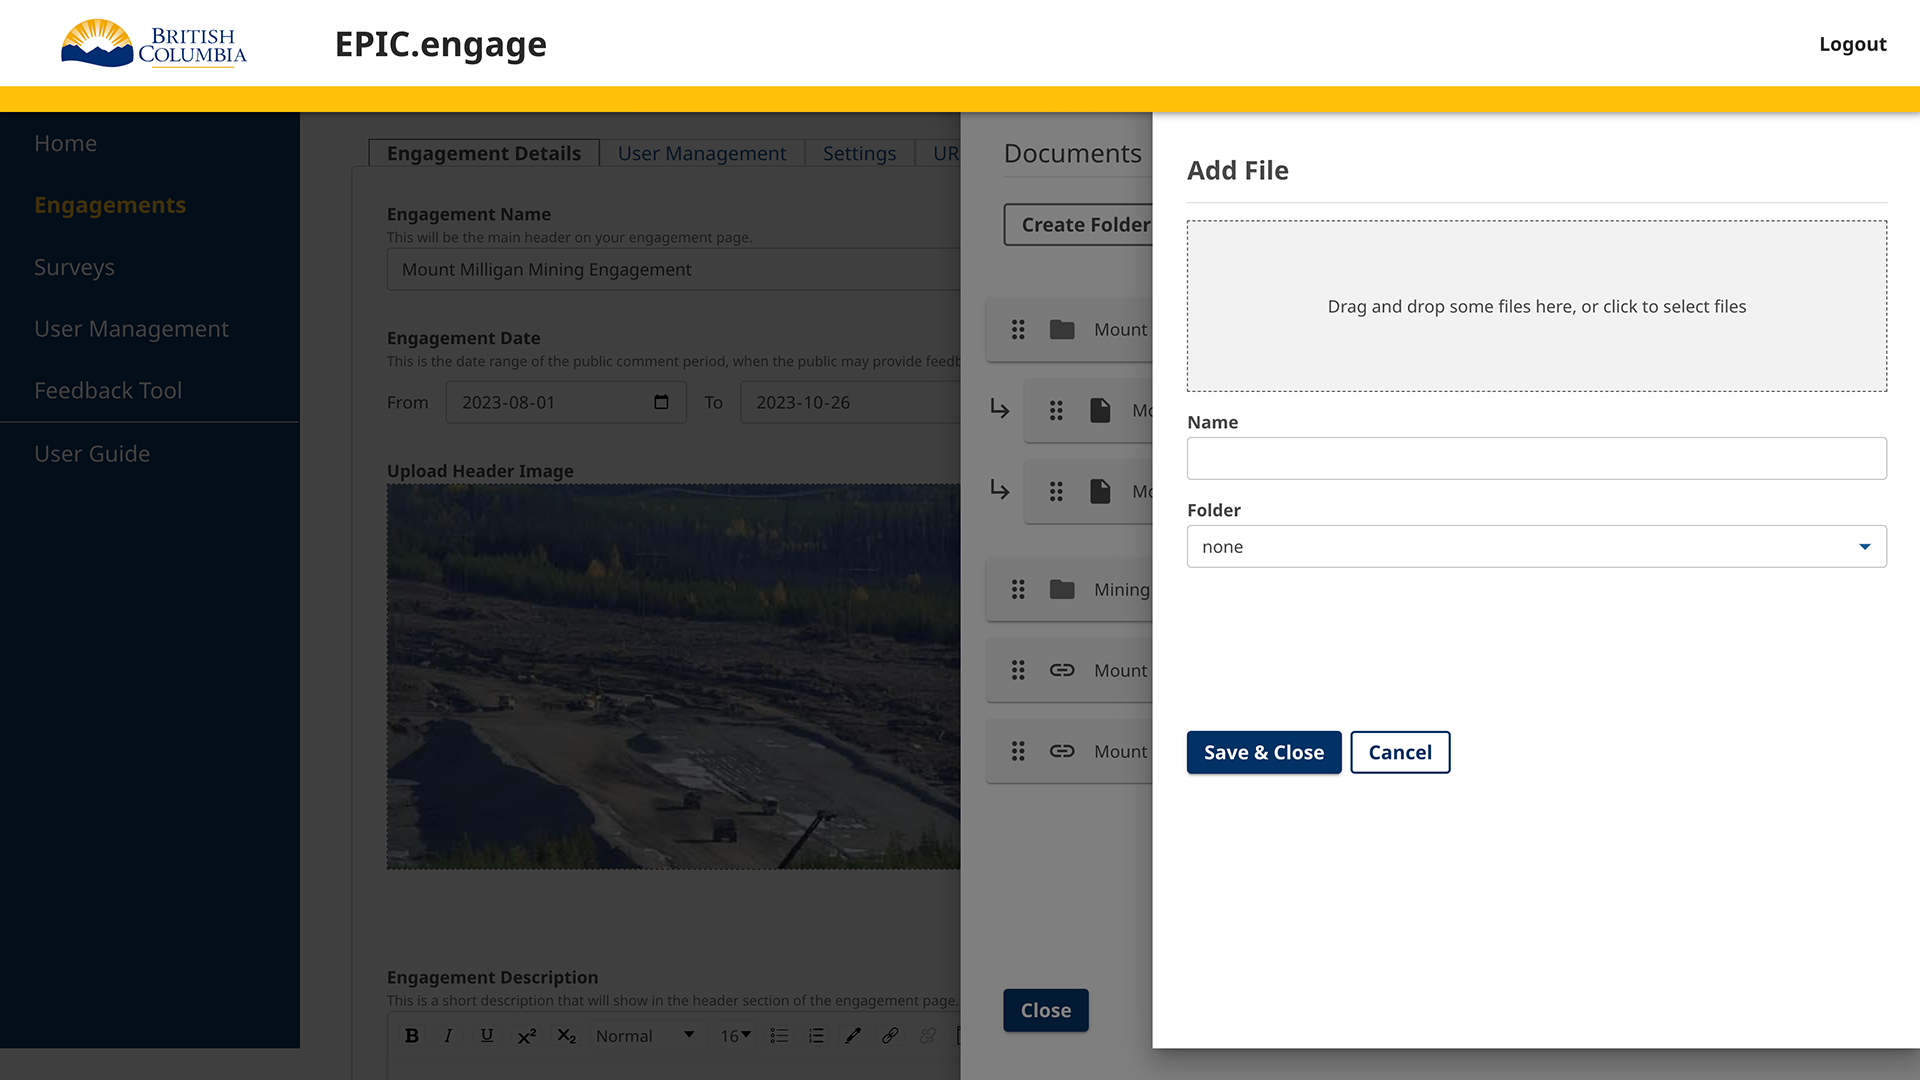 BRITISH
COLUMBIA
EPIC.engage
Logout
Home
Engagements
Surveys
User Management
Feedback Tool
User Guide
Engagement Details
User Management
Settings
UR
Engagement Name
This will be the main header on your engagement page.
Mount Milligan Mining Engagement
Engagement Date
This is the date range of the public comment period, when the public may provide feedb
From
2023-08-01
To
2023-10-26
Upload Header Image
Engagement Description
This is a short description that will show in the header section of the engagement page.
B I U X² X₂ Normal 16
Documents
Create Folder
Mount
Mo
Mo
Mining
Mount
Mount
Close
Add File
Drag and drop some files here, or click to select files
Name
Folder
none
Save & Close
Cancel